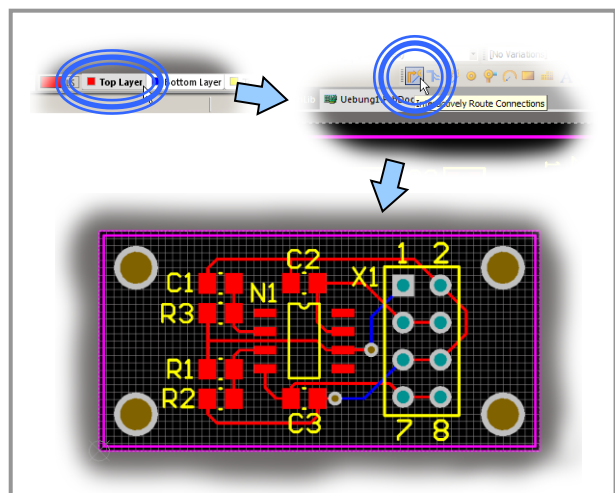 [No Variations]
Top Layer
Bottom Layer
Uebung1
Interactively Route Connections
1 2
C2
C1
X1
N1
R3
R1
R2
C3
7 8